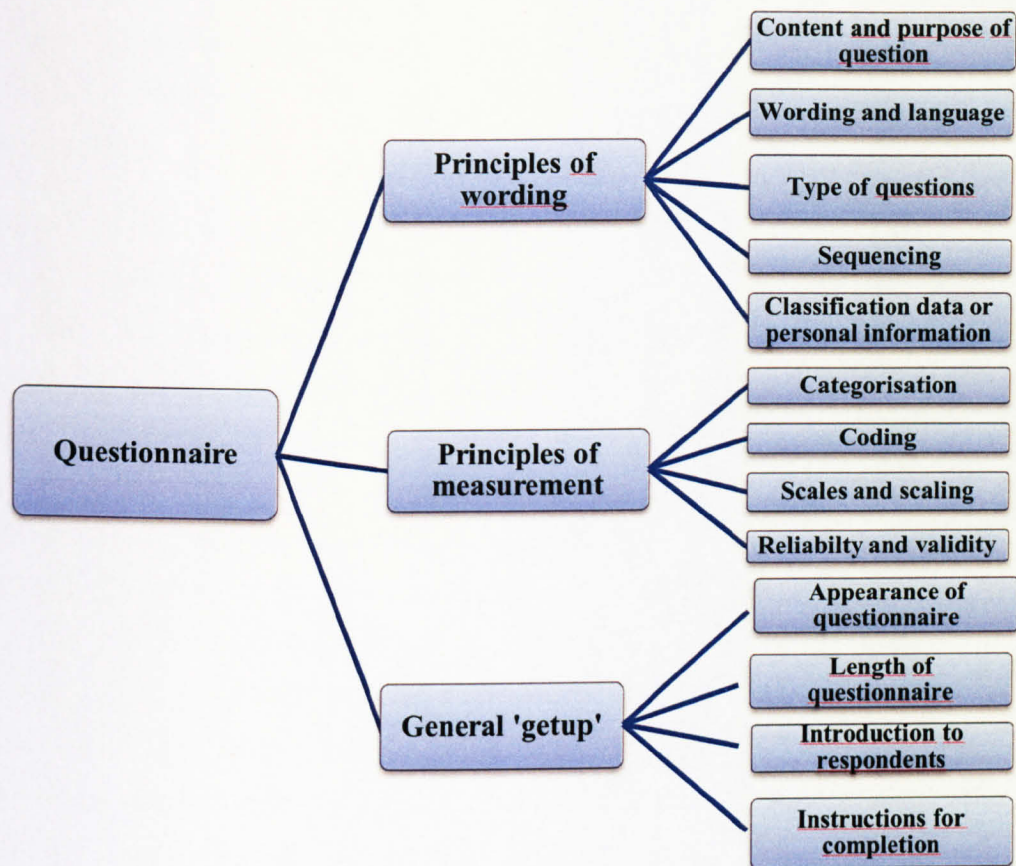 Questionnaire
Principles of
wording
Content and purpose of
question
Wording and language
Type of questions
Sequencing
Classification data or
personal information
Principles of
measurement
Categorisation
Coding
Scales and scaling
Reliabilty and validity
General 'getup'
Appearance of
questionnaire
Length of
questionnaire
Introduction to
respondents
Instructions for
completion